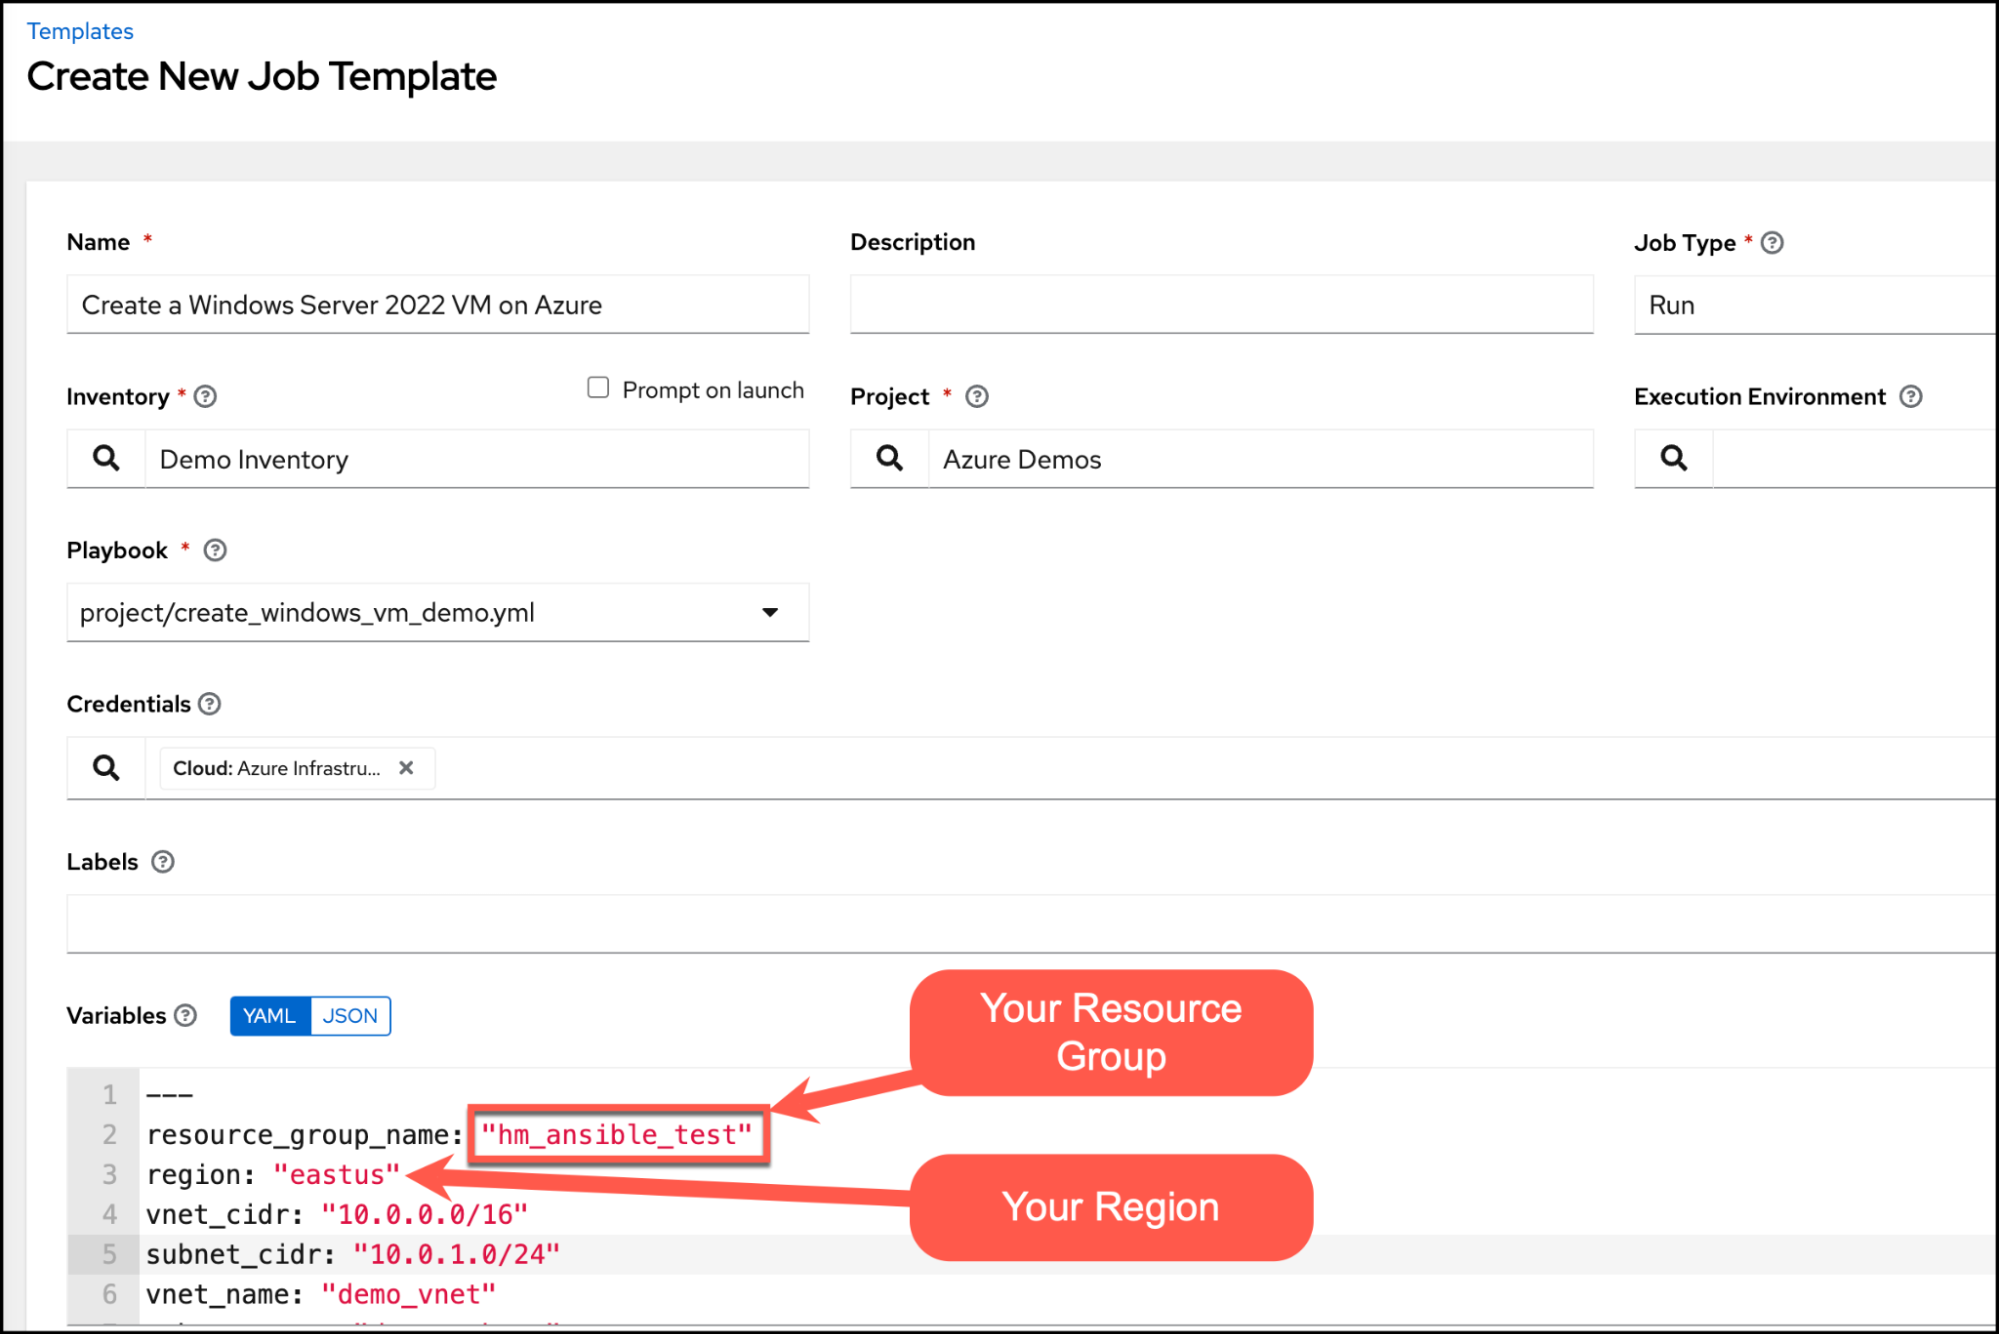 Templates
Create New Job Template
Name *
Description
Job Type * ?
Create a Windows Server 2022 VM on Azure
Run
Inventory * ?
Prompt on launch
Project * ?
Execution Environment ?
Demo Inventory
Azure Demos
Playbook * ?
project/create_windows_vm_demo.yml
Credentials ?
Cloud: Azure Infrastru...
Labels ?
Variables ? YAML JSON
Your Resource
Group
1 ---
2 resource_group_name: "hm_ansible_test"
3 region: "eastus"
Your Region
4 vnet_cidr: "10.0.0.0/16"
5 subnet_cidr: "10.0.1.0/24"
6 vnet_name: "demo_vnet"